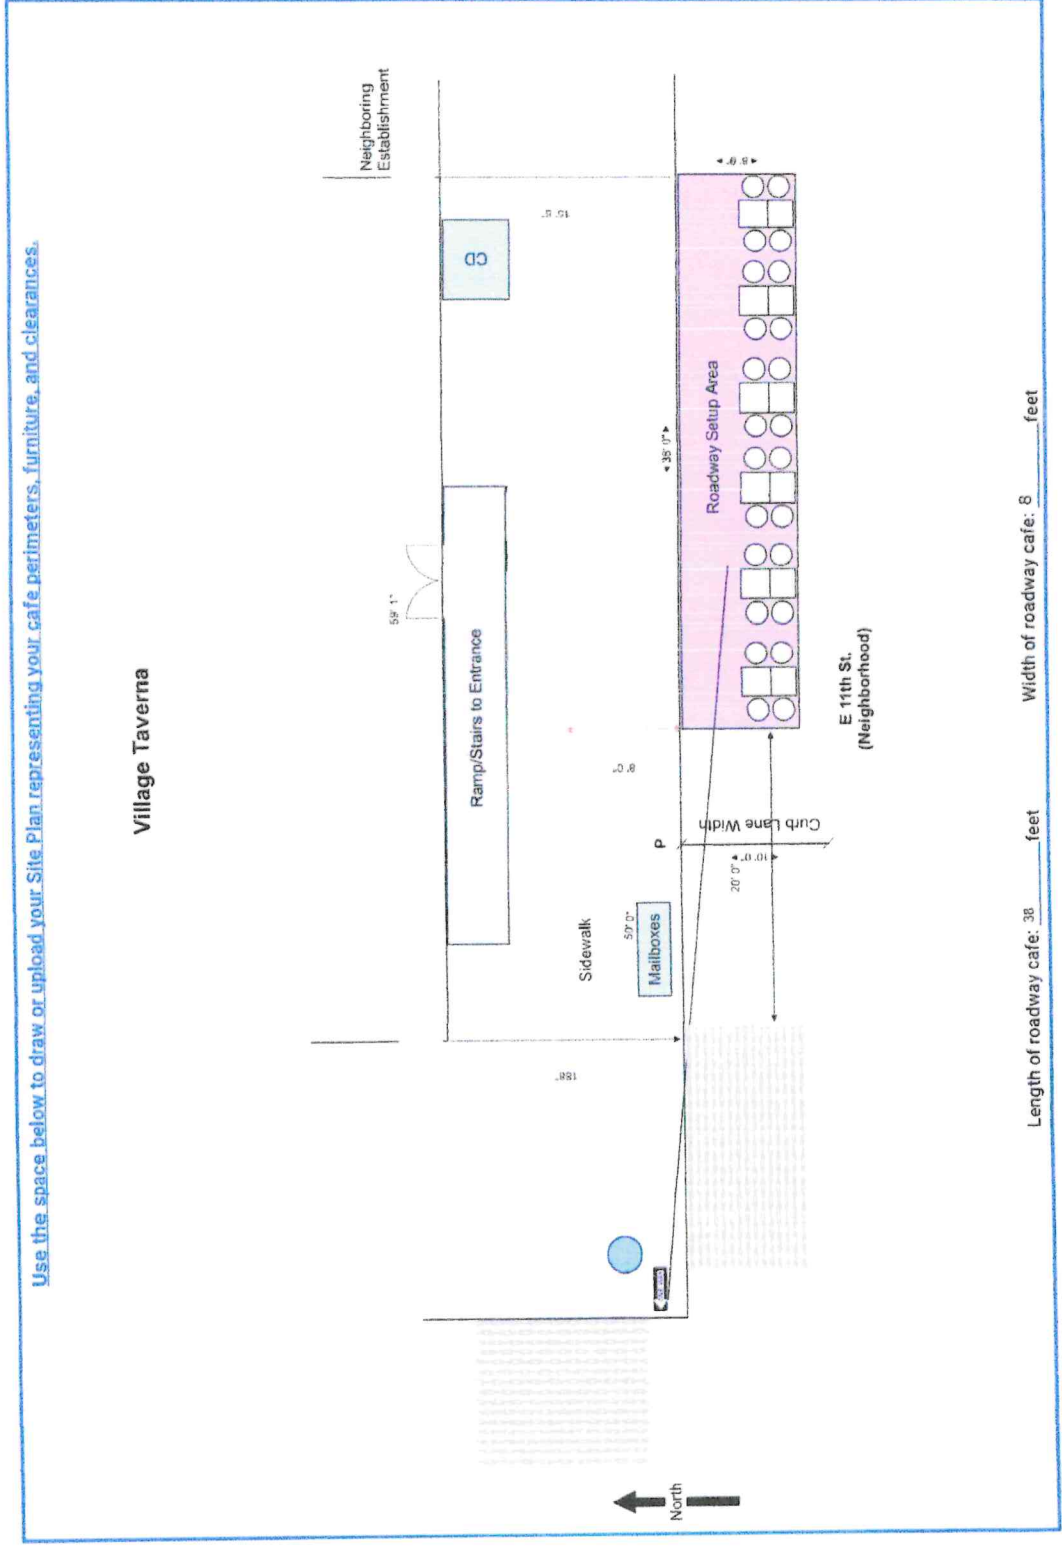 Use the space below to draw or upload your Site Plan representing your cafe perimeters, furniture, and clearances.
Village Taverna
Neighboring
Establishment
59' 1"
CD
15' 5"
Ramp/Stairs to Entrance
Sidewalk
188"
Mailboxes
50' 0"
8' 0"
P
Curb Lane Width
20' 0"
10' 0"
38' 0"
Roadway Setup Area
8' 0"
E 11th St.
(Neighborhood)
North
Length of roadway cafe: 38 feet
Width of roadway cafe: 8 feet